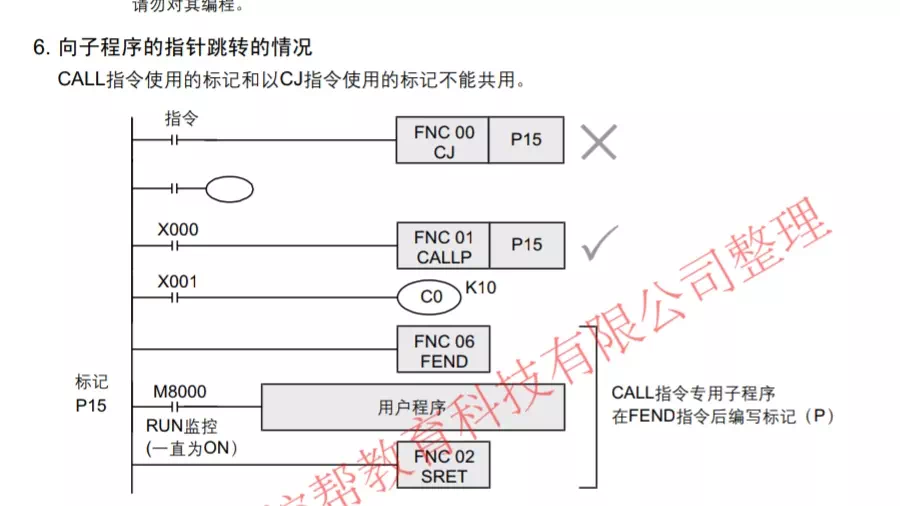 请勿对其编程。
6. 向子程序的指针跳转的情况
CALL指令使用的标记和以CJ指令使用的标记不能共用。
指令
FNC 00
CJ
P15
X000
FNC 01
CALLP
P15
X001
C0
K10
FNC 06
FEND
标记
P15
M8000
用户程序
RUN监控
(一直为ON)
FNC 02
SRET
CALL指令专用子程序
在FEND指令后编写标记（P）
帮教育科技有限公司整理